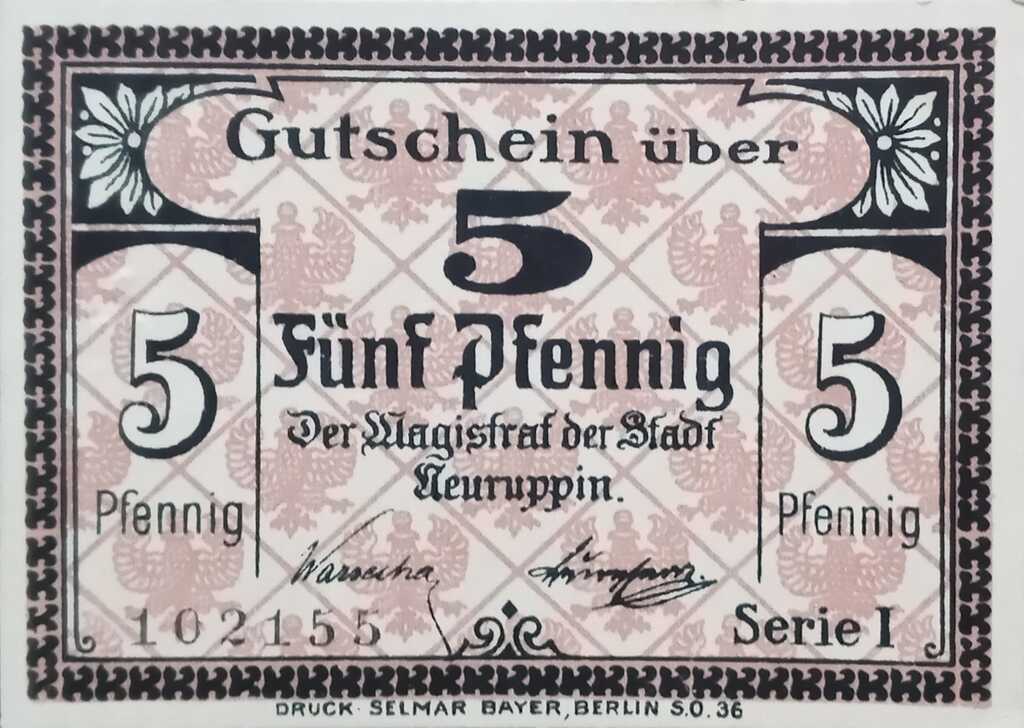 Gutschein über
5
Fünf Pfennig
Der Magistrat der Stadt
Neuruppin.
5
Pfennig
5
Pfennig
Warzecha
102155
Serie I
DRUCK SELMAR BAYER, BERLIN S.O. 36